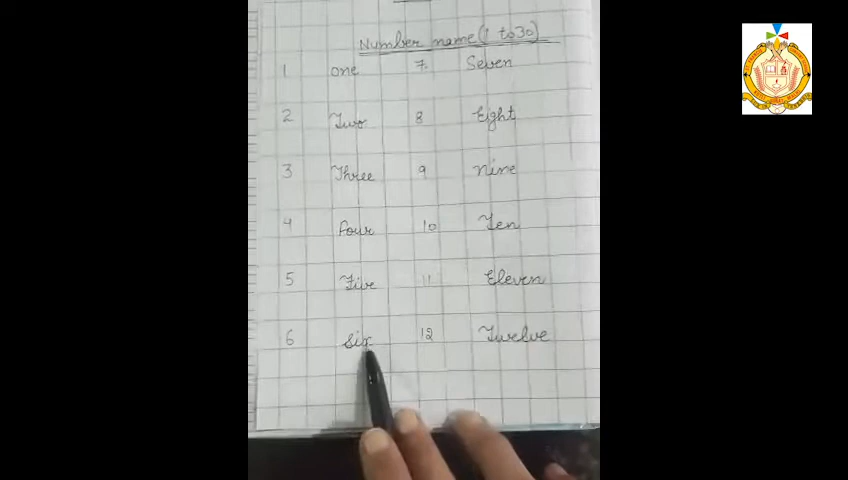 Number name (1 to 30)
1 one 7 Seven
2 Two 8 Eight
3 Three 9 Nine
4 four 10 Ten
5 Five 11 Eleven
6 Six 12 Twelve